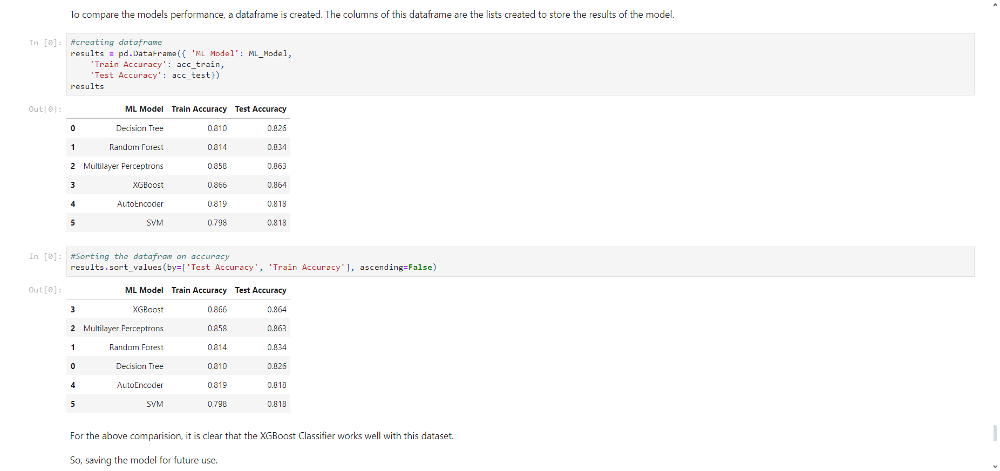 To compare the models performance, a dataframe is created. The columns of this dataframe are the lists created to store the results of the model.
In [0]: #creating dataframe
results = pd.DataFrame({ 'ML Model': ML_Model,
    'Train Accuracy': acc_train,
    'Test Accuracy': acc_test})
results
Out[0]: ML Model Train Accuracy Test Accuracy
0 Decision Tree 0.810 0.826
1 Random Forest 0.814 0.834
2 Multilayer Perceptrons 0.858 0.863
3 XGBoost 0.866 0.864
4 AutoEncoder 0.819 0.818
5 SVM 0.798 0.818
In [0]: #Sorting the datafram on accuracy
results.sort_values(by=['Test Accuracy', 'Train Accuracy'], ascending=False)
Out[0]: ML Model Train Accuracy Test Accuracy
3 XGBoost 0.866 0.864
2 Multilayer Perceptrons 0.858 0.863
1 Random Forest 0.814 0.834
0 Decision Tree 0.810 0.826
4 AutoEncoder 0.819 0.818
5 SVM 0.798 0.818
For the above comparision, it is clear that the XGBoost Classifier works well with this dataset.
So, saving the model for future use.